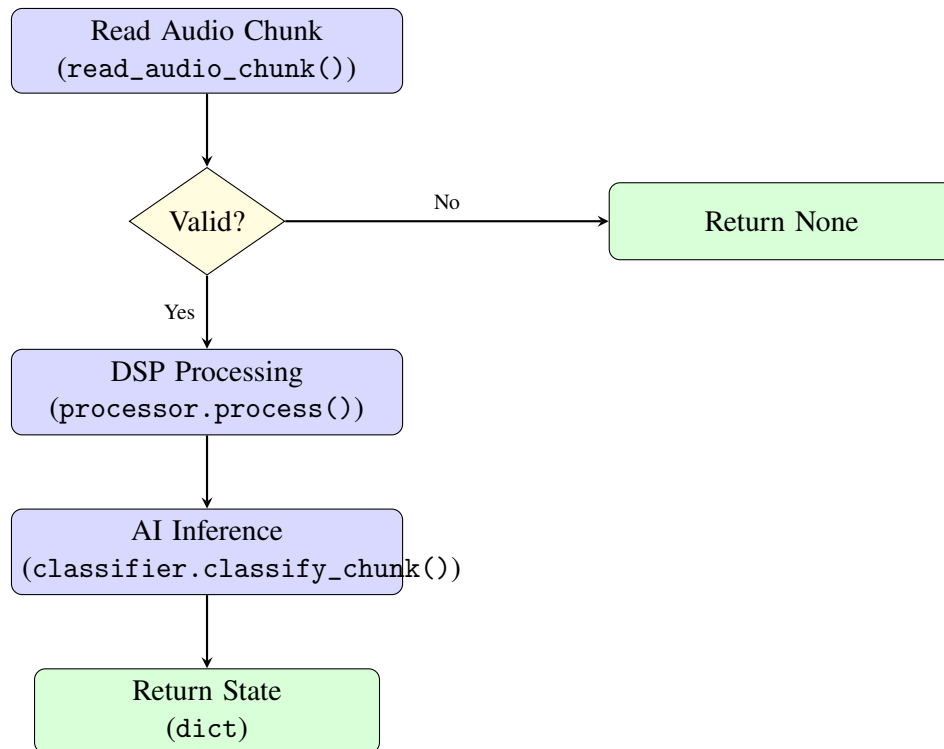 Read Audio Chunk
(read_audio_chunk())
Valid?
No
Return None
Yes
DSP Processing
(processor.process())
AI Inference
(classifier.classify_chunk())
Return State
(dict)